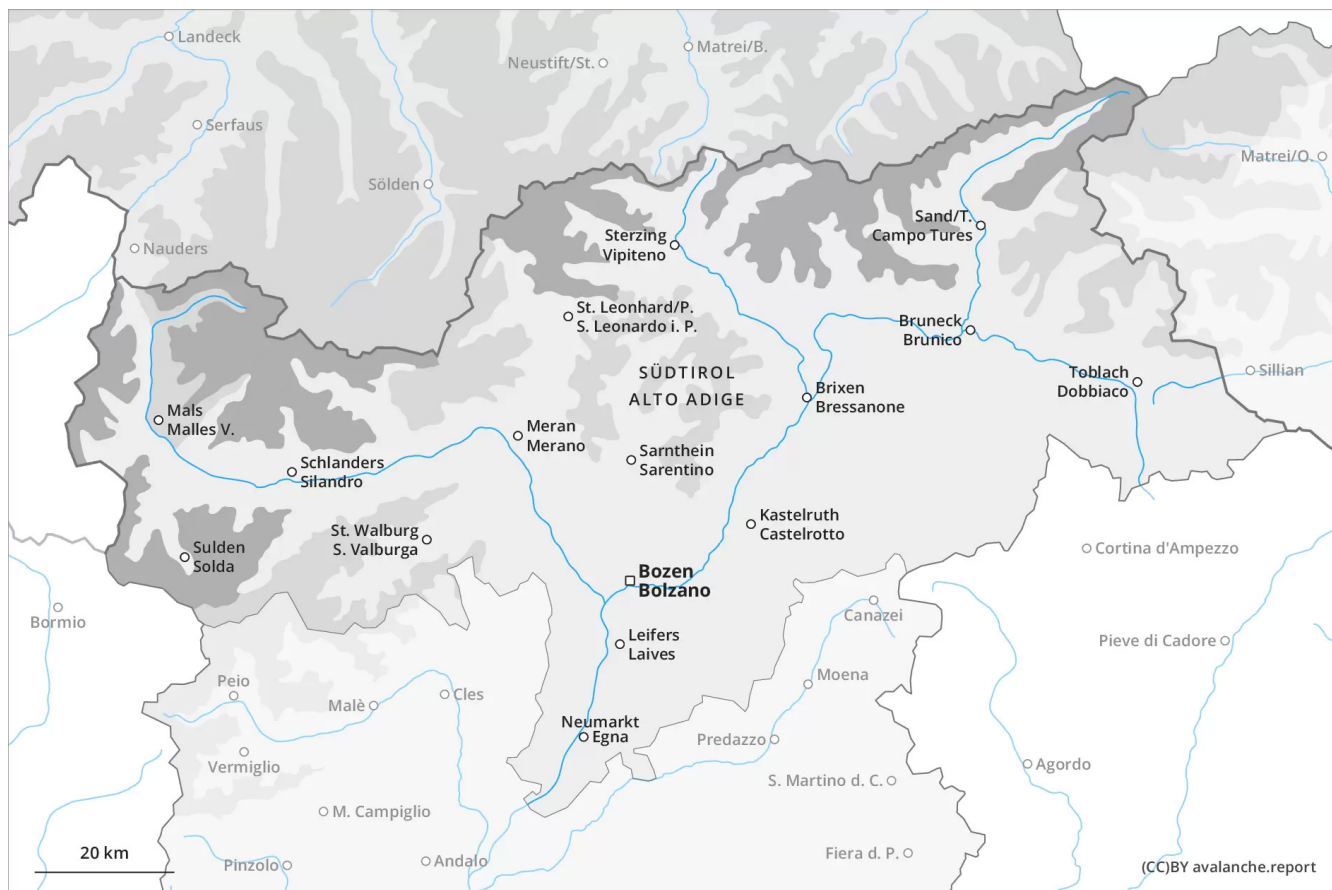 Landeck
Matrei/B.
Neustift/St.
Serfaus
Matrei/O.
Sölden
Sand/T.
Campo Tures
Sterzing
Vipiteno
Nauders
St. Leonhard/P.
S. Leonardo i. P.
Bruneck
Brunico
SÜDTIROL
ALTO ADIGE
Toblach
Dobbiaco
Sillian
Brixen
Bressanone
Mals
Malles V.
Meran
Merano
Schlanders
Silandro
Sarnthein
Sarentino
Kastelruth
Castelrotto
St. Walburg
S. Valburga
Sulden
Solda
Cortina d'Ampezzo
Bozen
Bolzano
Bormio
Canazei
Leifers
Laives
Pieve di Cadore
Peio
Moena
Cles
Malè
Neumarkt
Egna
Predazzo
Vermiglio
Agordo
S. Martino d. C.
M. Campiglio
20 km
Pinzolo
Andalo
Fiera d. P.
(CC)BY avalanche.report